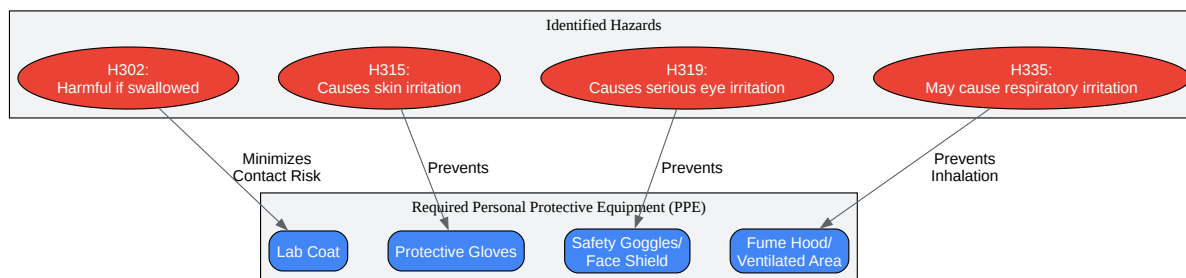 Identified Hazards
H302:
Harmful if swallowed
H315:
Causes skin irritation
H319:
Causes serious eye irritation
H335:
May cause respiratory irritation
Minimizes
Contact Risk
Prevents
Prevents
Prevents
Inhalation
Required Personal Protective Equipment (PPE)
Lab Coat
Protective Gloves
Safety Goggles/
Face Shield
Fume Hood/
Ventilated Area